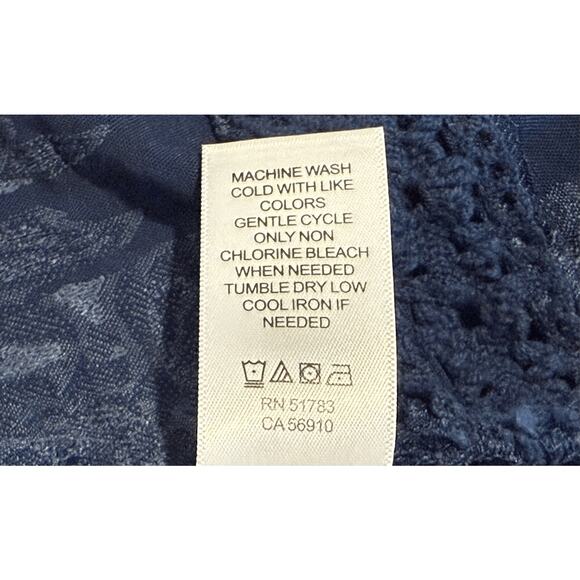 MACHINE WASH
COLD WITH LIKE
COLORS
GENTLE CYCLE
ONLY NON
CHLORINE BLEACH
WHEN NEEDED
TUMBLE DRY LOW
COOL IRON IF
NEEDED
RN 51783
CA 56910